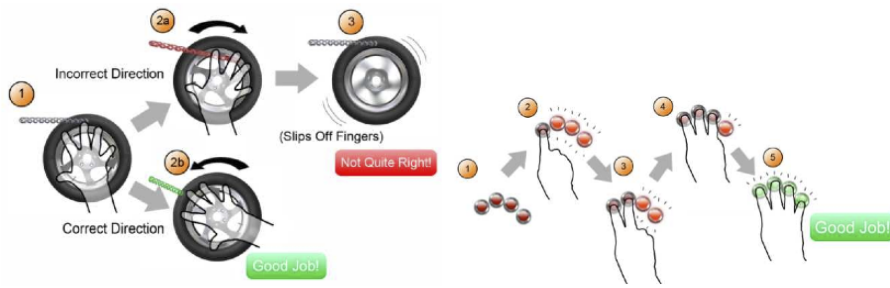 2a
3
Incorrect Direction
1
(Slips Off Fingers)
Not Quite Right!
2b
Correct Direction
Good Job!
2
4
1
3
5
Good Job!